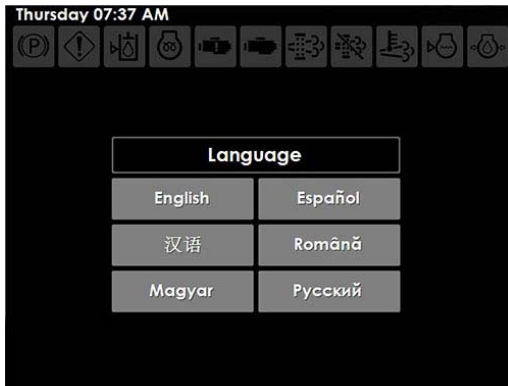 Thursday 07:37 AM
P
Language
English Español
汉语 Română
Magyar Русский